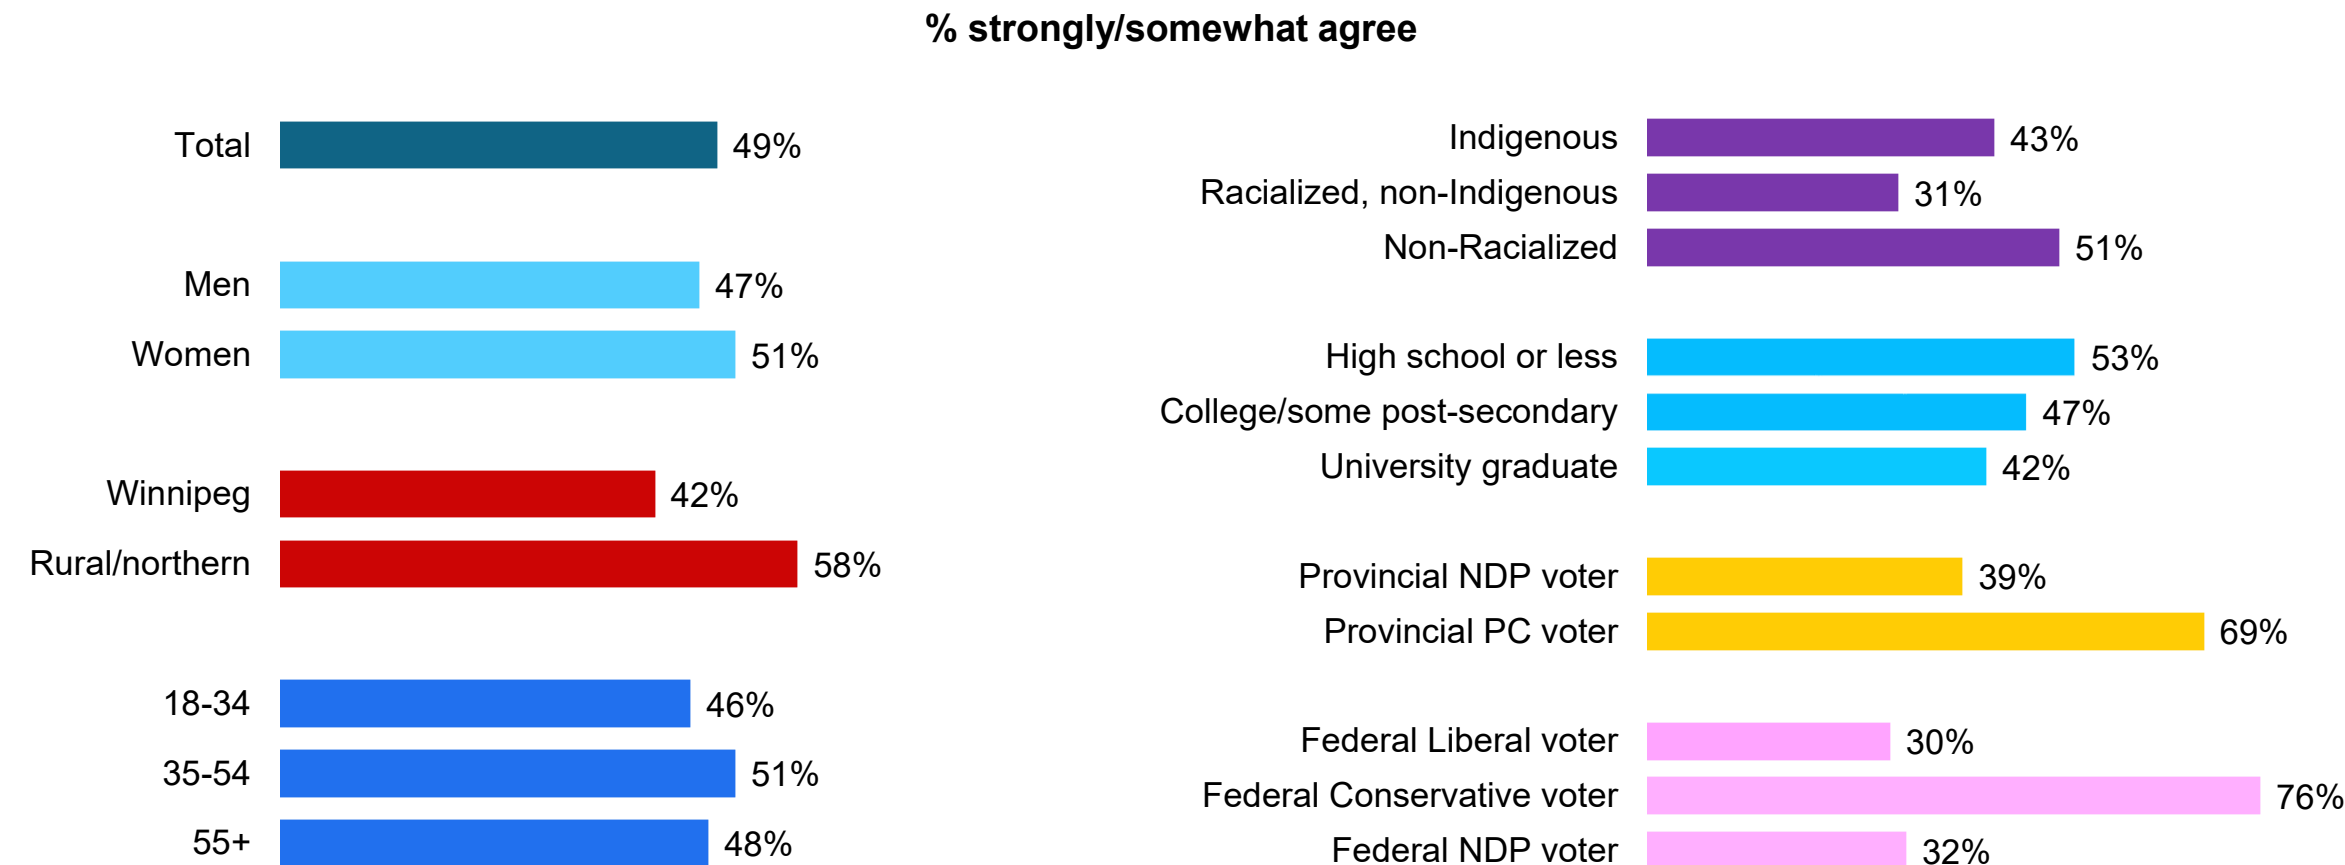 % strongly/somewhat agree
Total 49%
Men 47%
Women 51%
Winnipeg 42%
Rural/northern 58%
18-34 46%
35-54 51%
55+ 48%
Indigenous 43%
Racialized, non-Indigenous 31%
Non-Racialized 51%
High school or less 53%
College/some post-secondary 47%
University graduate 42%
Provincial NDP voter 39%
Provincial PC voter 69%
Federal Liberal voter 30%
Federal Conservative voter 76%
Federal NDP voter 32%